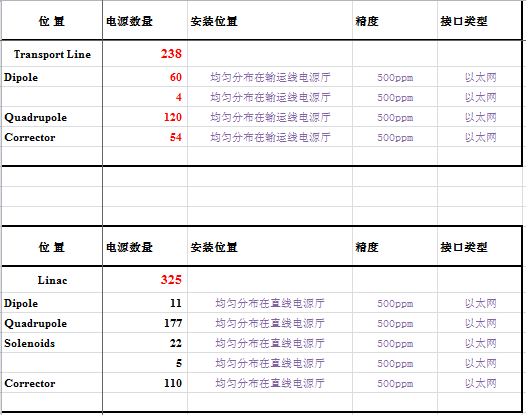 位 置 电源数量 安装位置 精度 接口类型
Transport Line 238
Dipole 60 均匀分布在输运线电源厅 500ppm 以太网
4 均匀分布在输运线电源厅 500ppm 以太网
Quadrupole 120 均匀分布在输运线电源厅 500ppm 以太网
Corrector 54 均匀分布在输运线电源厅 500ppm 以太网
位 置 电源数量 安装位置 精度 接口类型
Linac 325
Dipole 11 均匀分布在直线电源厅 500ppm 以太网
Quadrupole 177 均匀分布在直线电源厅 500ppm 以太网
Solenoids 22 均匀分布在直线电源厅 500ppm 以太网
5 均匀分布在直线电源厅 500ppm 以太网
Corrector 110 均匀分布在直线电源厅 500ppm 以太网